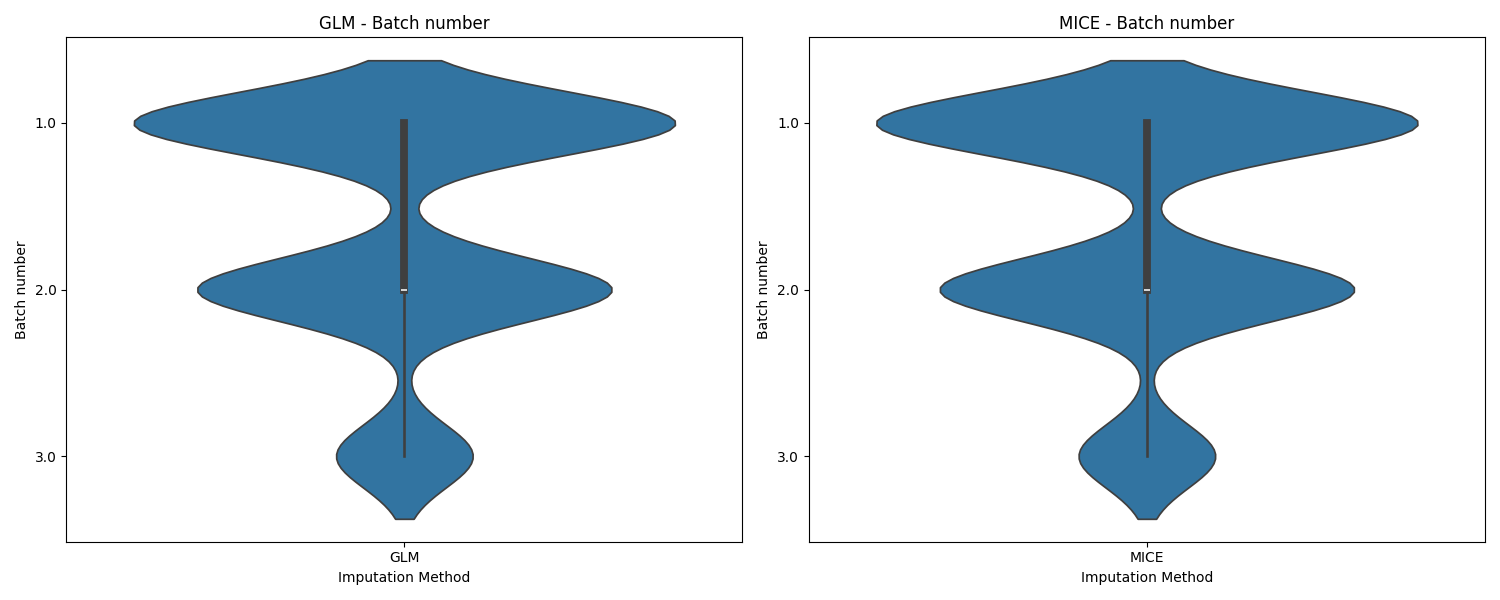 GLM - Batch number
Batch number
1.0
2.0
3.0
GLM
Imputation Method
MICE - Batch number
Batch number
1.0
2.0
3.0
MICE
Imputation Method